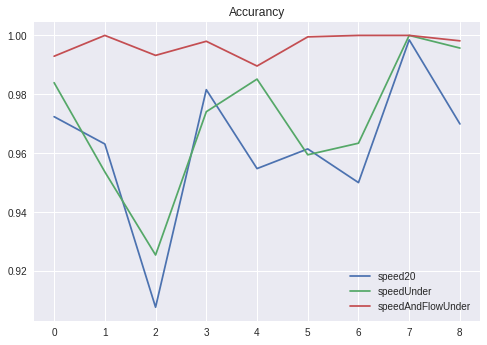 Accurancy
1.00
0.98
0.96
0.94
0.92
speed20
speedUnder
speedAndFlowUnder
0 1 2 3 4 5 6 7 8